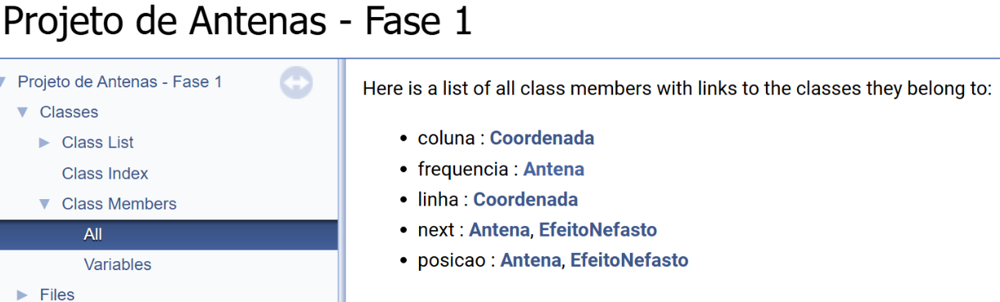 Projeto de Antenas - Fase 1
Projeto de Antenas - Fase 1
Classes
Class List
Class Index
Class Members
All
Variables
Files
Here is a list of all class members with links to the classes they belong to:
coluna : Coordenada
frequencia : Antena
linha : Coordenada
next : Antena, EfeitoNefasto
posicao : Antena, EfeitoNefasto